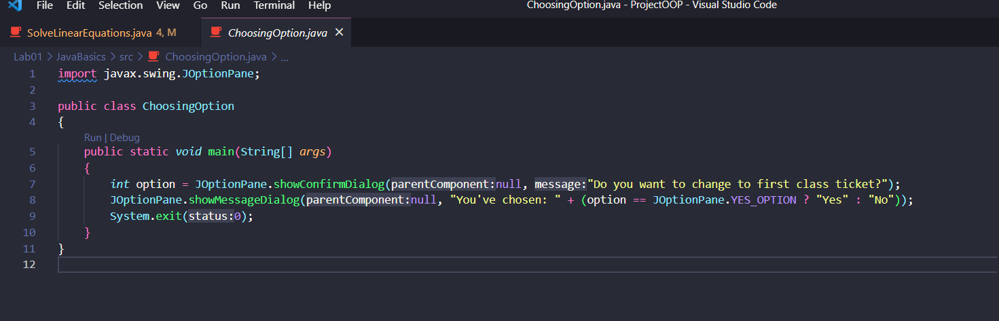 File Edit Selection View Go Run Terminal Help ChoosingOption.java - ProjectOOP - Visual Studio Code
SolveLinearEquations.java 4, M ChoosingOption.java ×
Lab01 > JavaBasics > src > ChoosingOption.java > ...
1 import javax.swing.JOptionPane;
2
3 public class ChoosingOption
4 {
Run | Debug
5 public static void main(String[] args)
6 {
7 int option = JOptionPane.showConfirmDialog(parentComponent:null, message:"Do you want to change to first class ticket?");
8 JOptionPane.showMessageDialog(parentComponent:null, "You've chosen: " + (option == JOptionPane.YES_OPTION ? "Yes" : "No"));
9 System.exit(status:0);
10 }
11 }
12